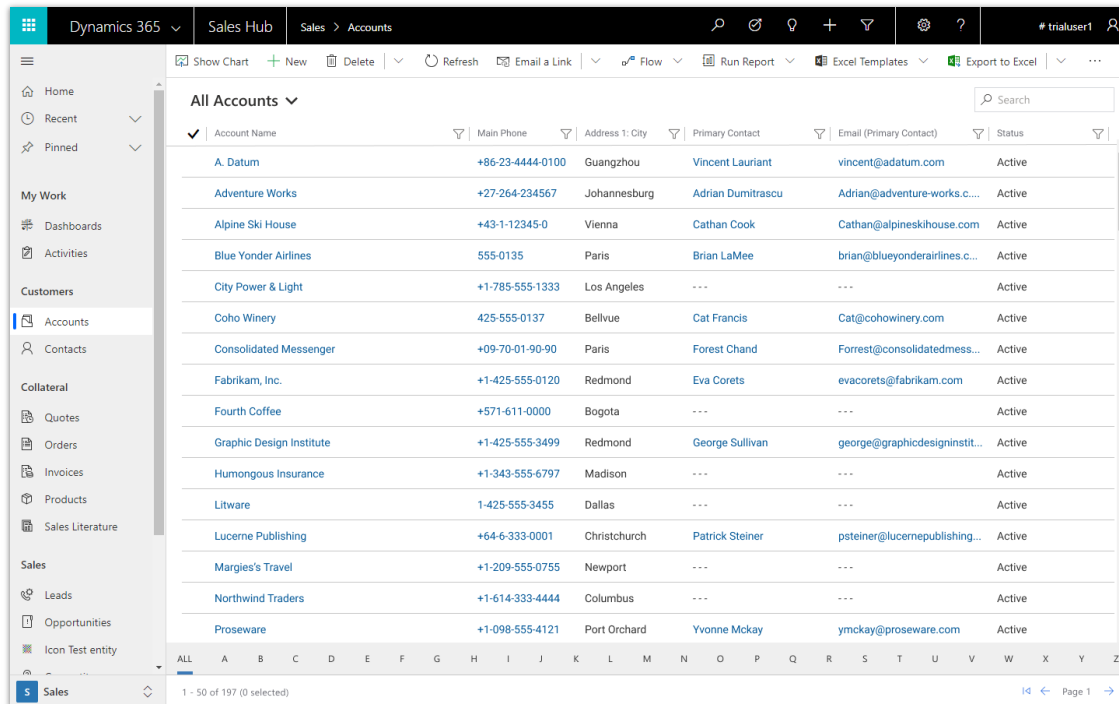 Dynamics 365 Sales Hub Sales > Accounts # trialuser1
Show Chart New Delete Refresh Email a Link Flow Run Report Excel Templates Export to Excel ...
Home
Recent
Pinned
My Work
Dashboards
Activities
Customers
Accounts
Contacts
Collateral
Quotes
Orders
Invoices
Products
Sales Literature
Sales
Leads
Opportunities
Icon Test entity
S Sales
All Accounts Search
Account Name Main Phone Address 1: City Primary Contact Email (Primary Contact) Status
A. Datum +86-23-4444-0100 Guangzhou Vincent Lauriant vincent@adatum.com Active
Adventure Works +27-264-234567 Johannesburg Adrian Dumitrascu Adrian@adventure-works.c... Active
Alpine Ski House +43-1-12345-0 Vienna Cathan Cook Cathan@alpineskihouse.com Active
Blue Yonder Airlines 555-0135 Paris Brian LaMee brian@blueyonderairlines.c... Active
City Power & Light +1-785-555-1333 Los Angeles --- --- Active
Coho Winery 425-555-0137 Bellvue Cat Francis Cat@cohowinery.com Active
Consolidated Messenger +09-70-01-90-90 Paris Forest Chand Forrest@consolidatedmess... Active
Fabrikam, Inc. +1-425-555-0120 Redmond Eva Corets evacorets@fabrikam.com Active
Fourth Coffee +571-611-0000 Bogota --- --- Active
Graphic Design Institute +1-425-555-3499 Redmond George Sullivan george@graphicdesigninstit... Active
Humongous Insurance +1-343-555-6797 Madison --- --- Active
Litware 1-425-555-3455 Dallas --- --- Active
Lucerne Publishing +64-6-333-0001 Christchurch Patrick Steiner psteiner@lucernepublishing... Active
Margies's Travel +1-209-555-0755 Newport --- --- Active
Northwind Traders +1-614-333-4444 Columbus --- --- Active
Proseware +1-098-555-4121 Port Orchard Yvonne Mckay ymckay@proseware.com Active
ALL A B C D E F G H I J K L M N O P Q R S T U V W X Y Z
1 - 50 of 197 (0 selected) Page 1